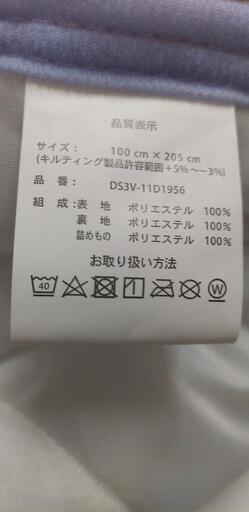 品質表示
サイズ： 100 cm × 205 cm
(キルティング製品許容範囲＋5%〜−3%)
品 番： DS3V-11D1956
組 成：表 地 ポリエステル 100%
裏 地 ポリエステル 100%
詰めもの ポリエステル 100%
お取り扱い方法
40 W